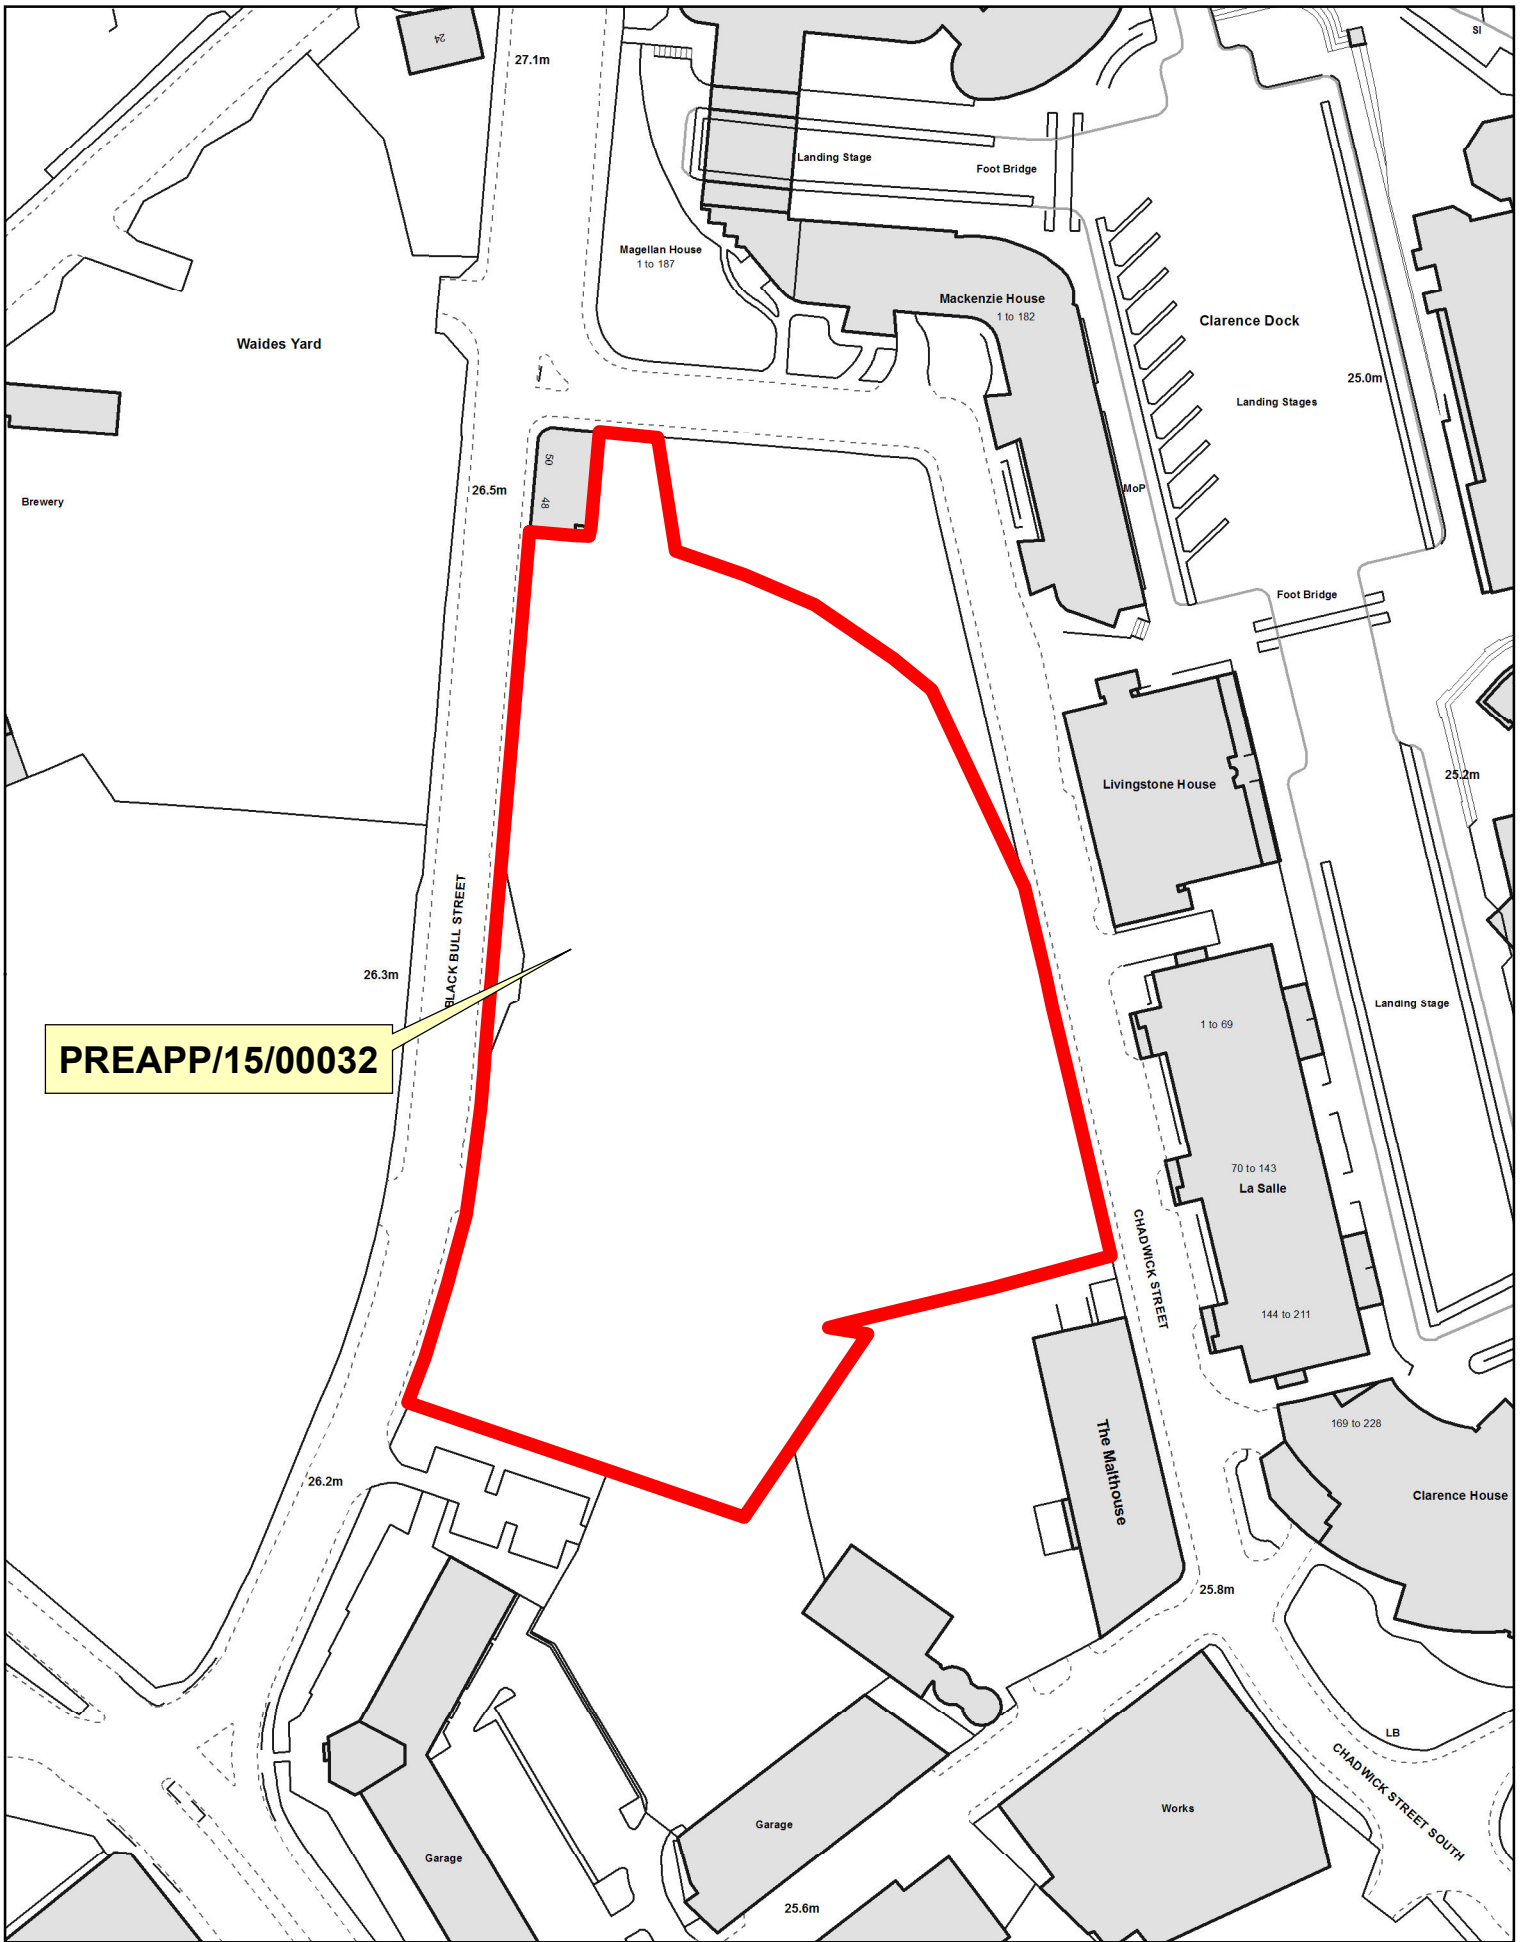 24
27.1m
SI
Landing Stage
Foot Bridge
Magellan House
1 to 187
Mackenzie House
1 to 182
Clarence Dock
Waides Yard
25.0m
Landing Stages
50
26.5m
MoP
Brewery
48
Foot Bridge
25.2m
Livingstone House
BLACK BULL STREET
26.3m
Landing Stage
1 to 69
PREAPP/15/00032
70 to 143
La Salle
CHADWICK STREET
144 to 211
169 to 228
The Malthouse
26.2m
Clarence House
25.8m
LB
CHADWICK STREET SOUTH
Works
Garage
Garage
25.6m